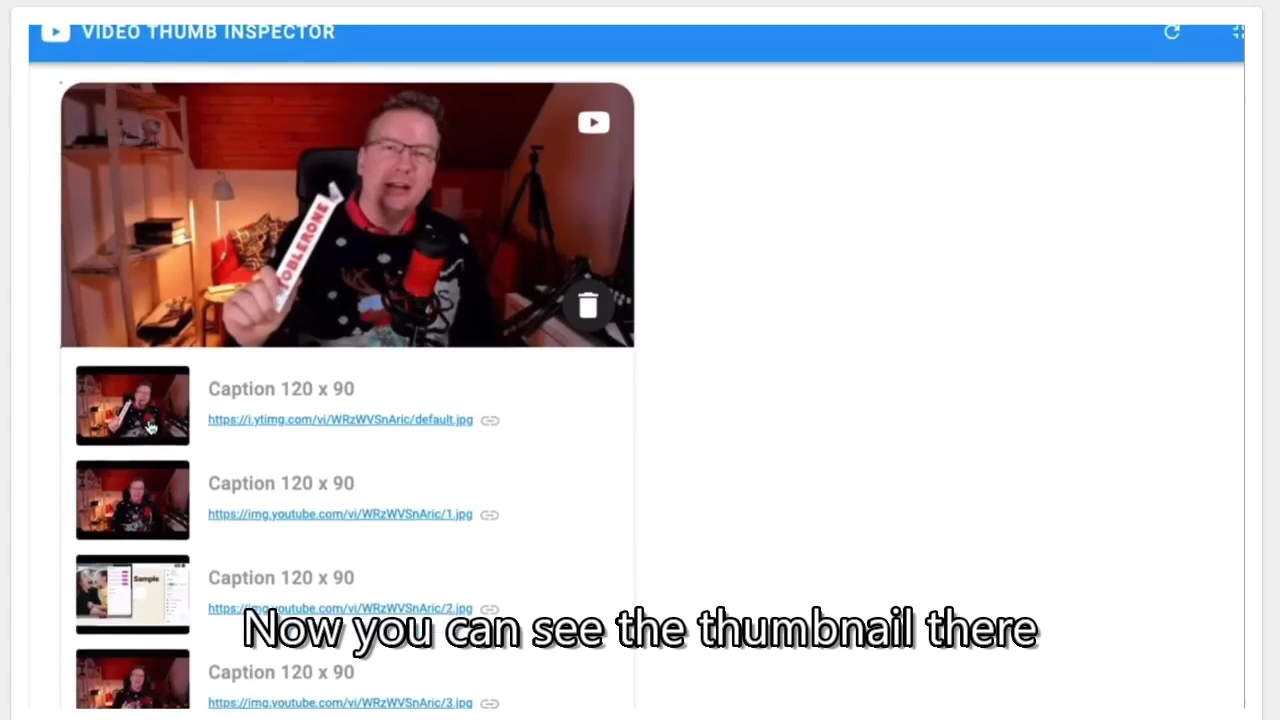 VIDEO THUMB INSPECTOR
TOBLERONE
Caption 120 x 90
https://i.ytimg.com/vi/WRzWVSnAric/default.jpg
Caption 120 x 90
https://img.youtube.com/vi/WRzWVSnAric/1.jpg
Sample
Caption 120 x 90
https://img.youtube.com/vi/WRzWVSnAric/2.jpg
Now you can see the thumbnail there
Caption 120 x 90
https://img.youtube.com/vi/WRzWVSnAric/3.jpg